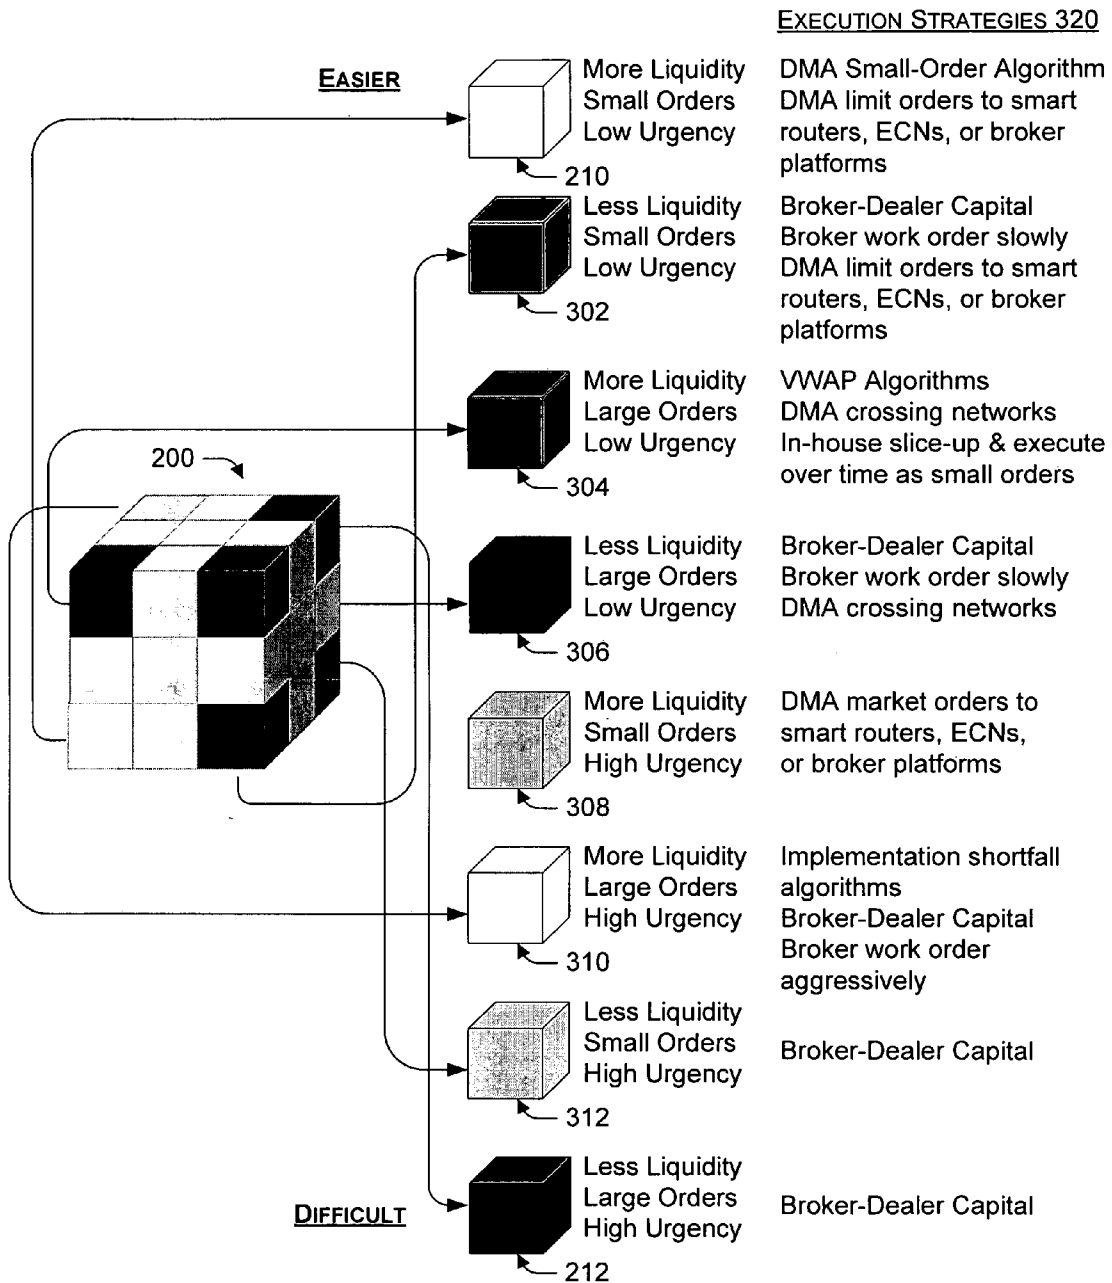 EXECUTION STRATEGIES 320
EASIER
More Liquidity
Small Orders
Low Urgency
DMA Small-Order Algorithm
DMA limit orders to smart
routers, ECNs, or broker
platforms
210
Less Liquidity
Small Orders
Low Urgency
Broker-Dealer Capital
Broker work order slowly
DMA limit orders to smart
routers, ECNs, or broker
platforms
302
More Liquidity
Large Orders
Low Urgency
VWAP Algorithms
DMA crossing networks
In-house slice-up & execute
over time as small orders
304
200
Less Liquidity
Large Orders
Low Urgency
Broker-Dealer Capital
Broker work order slowly
DMA crossing networks
306
More Liquidity
Small Orders
High Urgency
DMA market orders to
smart routers, ECNs,
or broker platforms
308
More Liquidity
Large Orders
High Urgency
Implementation shortfall
algorithms
Broker-Dealer Capital
Broker work order
aggressively
310
Less Liquidity
Small Orders
High Urgency
Broker-Dealer Capital
312
Less Liquidity
Large Orders
High Urgency
Broker-Dealer Capital
DIFFICULT
212